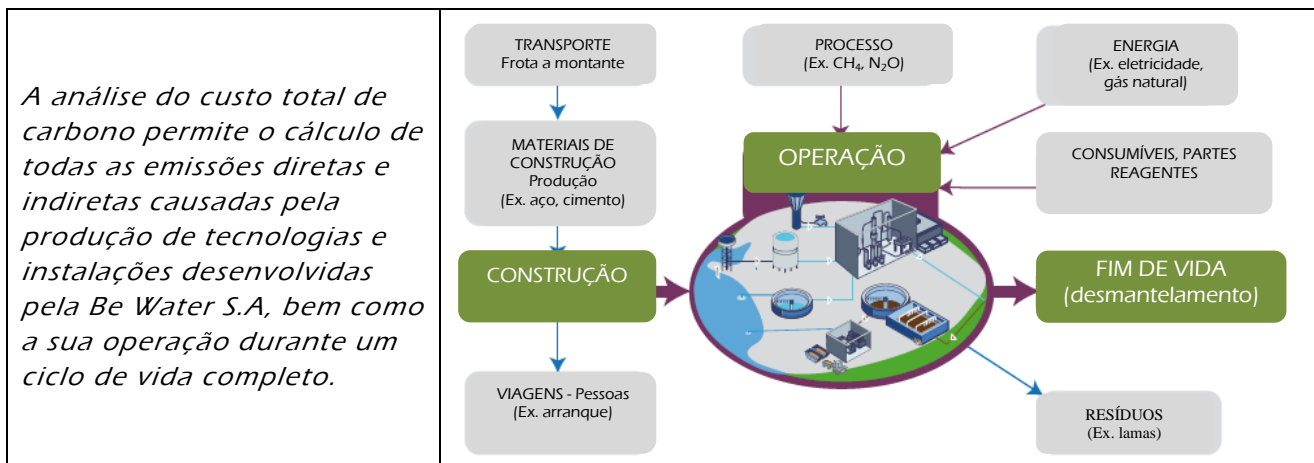 A análise do custo total de
carbono permite o cálculo de
todas as emissões diretas e
indiretas causadas pela
produção de tecnologias e
instalações desenvolvidas
pela Be Water S.A, bem como
a sua operação durante um
ciclo de vida completo.
TRANSPORTE
Frota a montante
PROCESSO
(Ex. CH₄, N₂O)
ENERGIA
(Ex. eletricidade,
gás natural)
MATERIAIS DE
CONSTRUÇÃO
Produção
(Ex. aço, cimento)
OPERAÇÃO
CONSUMÍVEIS, PARTES
REAGENTES
CONSTRUÇÃO
FIM DE VIDA
(desmantelamento)
VIAGENS - Pessoas
(Ex. arranque)
RESÍDUOS
(Ex. lamas)